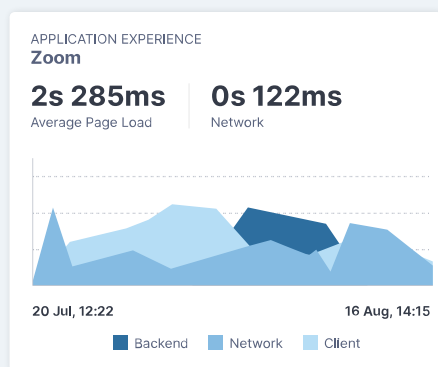 APPLICATION EXPERIENCE
Zoom
2s 285ms
Average Page Load
0s 122ms
Network
20 Jul, 12:22
16 Aug, 14:15
Backend
Network
Client